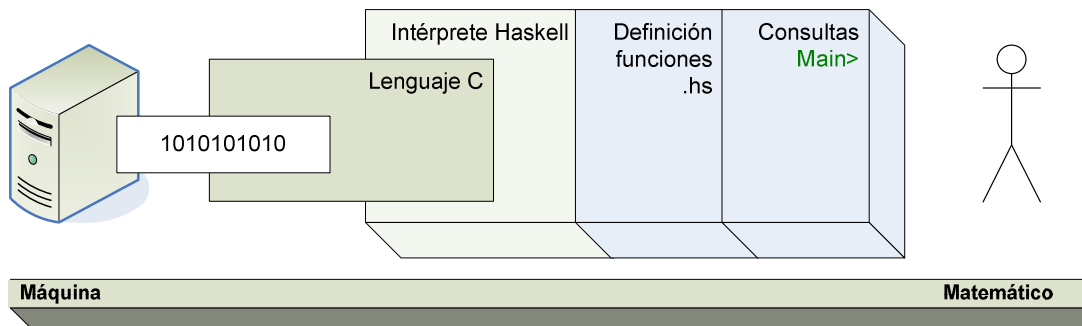 Intérprete Haskell
Definición
funciones
.hs
Consultas
Main>
Lenguaje C
1010101010
Máquina
Matemático